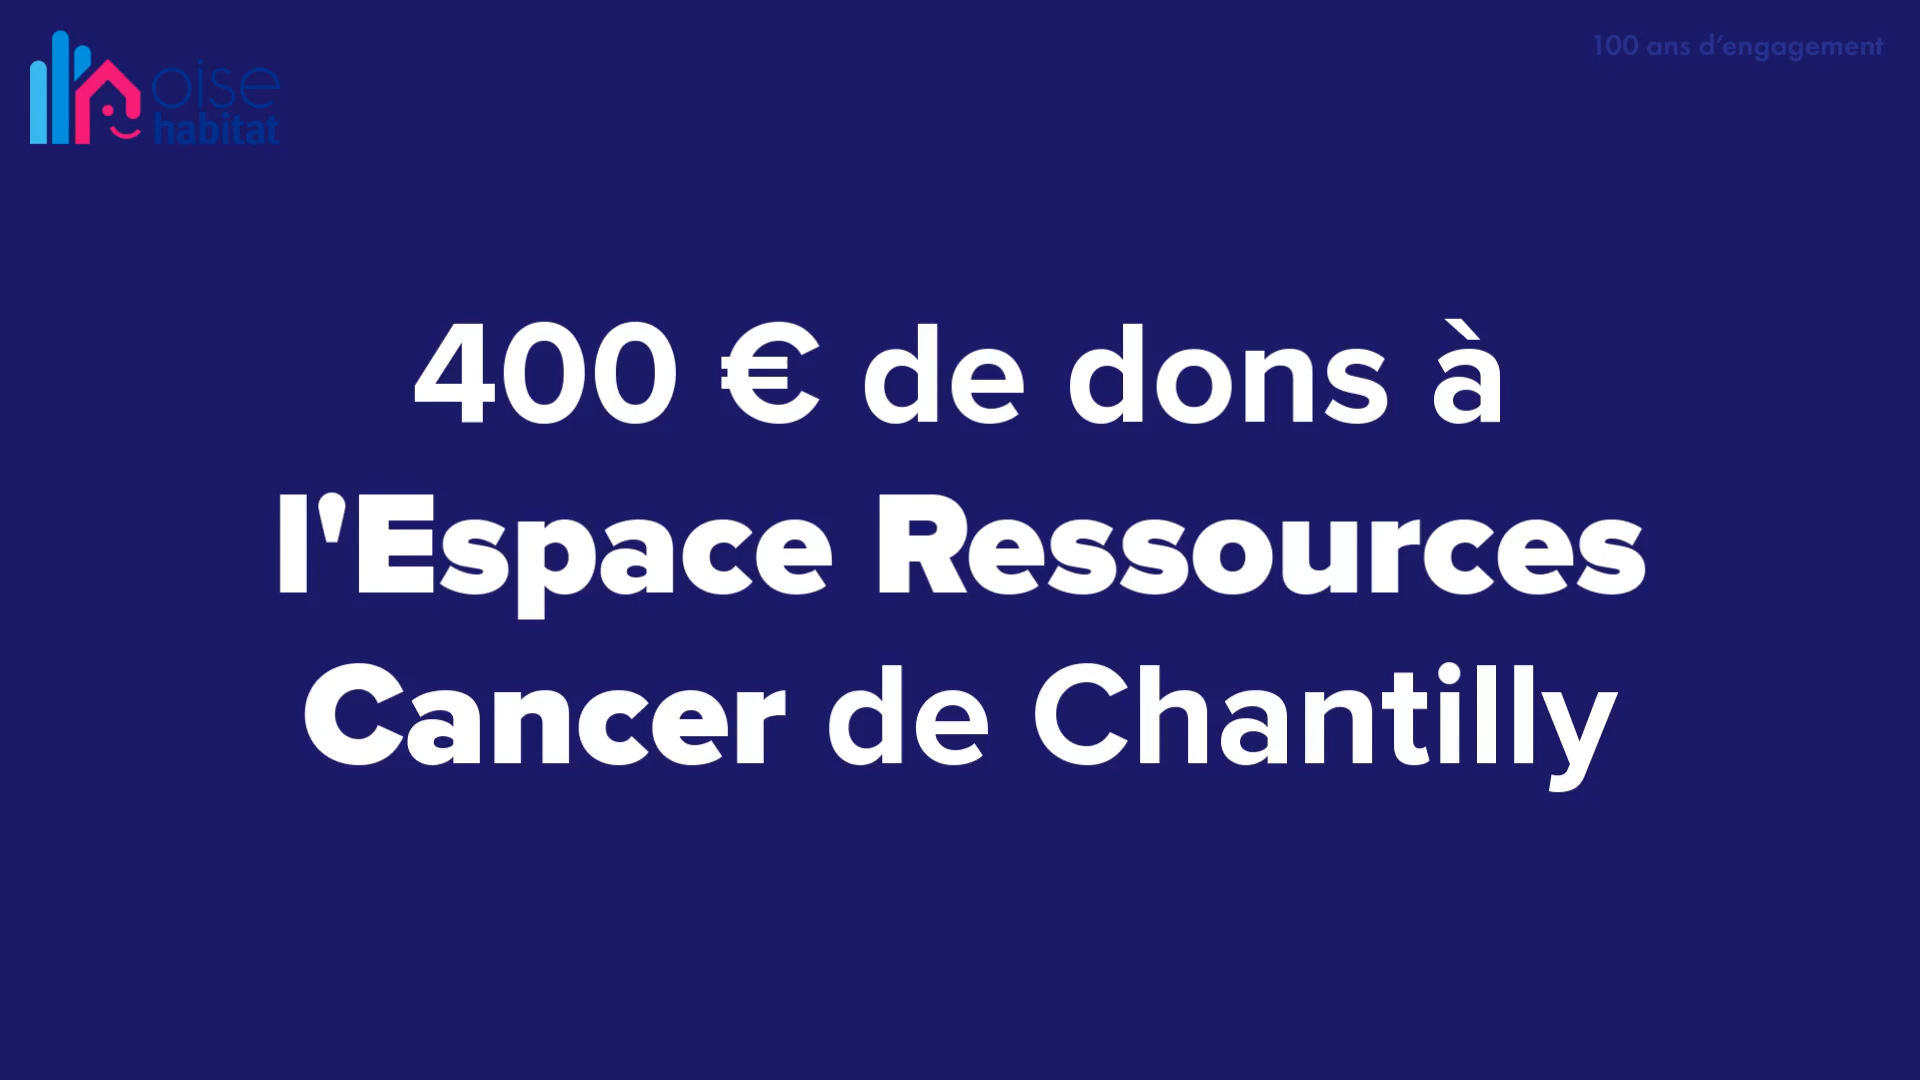 oise
habitat
100 ans d’engagement
400 € de dons à
l'Espace Ressources
Cancer de Chantilly